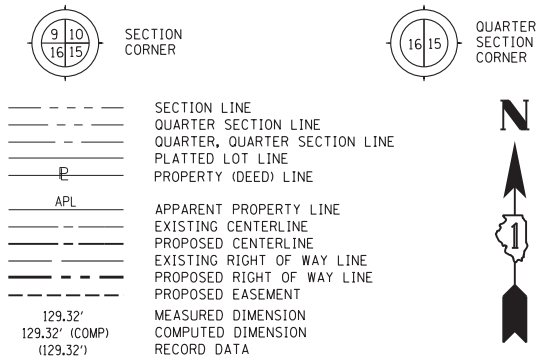 9 10
16 15
SECTION
CORNER
16 15
QUARTER
SECTION
CORNER
SECTION LINE
QUARTER SECTION LINE
QUARTER, QUARTER SECTION LINE
PLATTED LOT LINE
PL PROPERTY (DEED) LINE
APL APPARENT PROPERTY LINE
EXISTING CENTERLINE
PROPOSED CENTERLINE
EXISTING RIGHT OF WAY LINE
PROPOSED RIGHT OF WAY LINE
PROPOSED EASEMENT
129.32' MEASURED DIMENSION
129.32' (COMP) COMPUTED DIMENSION
(129.32') RECORD DATA
N
1